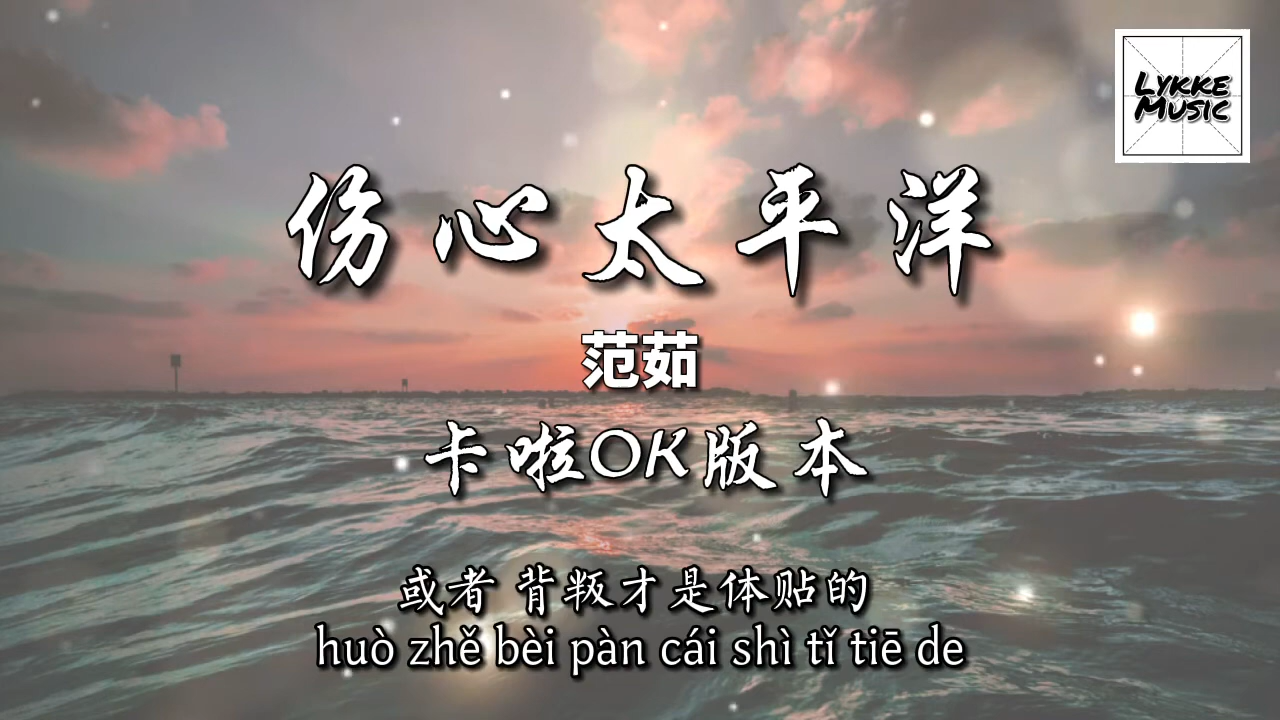 LYKKE
MUSIC
伤心太平洋
范茹
卡啦OK版本
或者 背叛才是体贴的
huò zhě bèi pàn cái shì tǐ tiē de